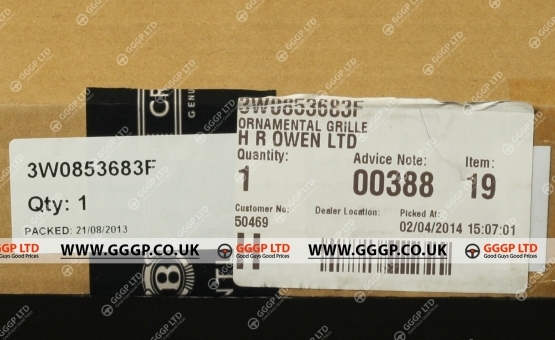 3W0853683F
Qty: 1
PACKED: 21/08/2013
3W0853683F
ORNAMENTAL GRILLE
H R OWEN LTD
Quantity: Advice Note: Item:
1 00388 19
Customer No: Dealer Location: Picked At:
50469 02/04/2014 15:07:01
H
B
GGGP LTD
Good Guys Good Prices
WWW.GGGP.CO.UK
GGGP LTD
Good Guys Good Prices
WWW.GGGP.CO.UK
GGGP LTD
Good Guys Good Prices